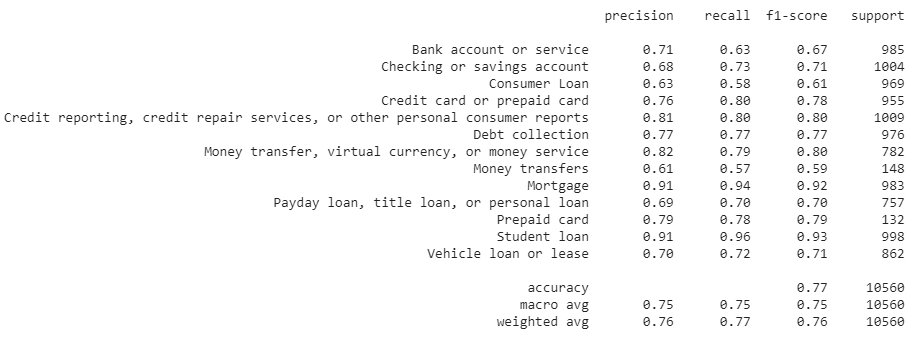 precision recall f1-score support
Bank account or service 0.71 0.63 0.67 985
Checking or savings account 0.68 0.73 0.71 1004
Consumer Loan 0.63 0.58 0.61 969
Credit card or prepaid card 0.76 0.80 0.78 955
Credit reporting, credit repair services, or other personal consumer reports 0.81 0.80 0.80 1009
Debt collection 0.77 0.77 0.77 976
Money transfer, virtual currency, or money service 0.82 0.79 0.80 782
Money transfers 0.61 0.57 0.59 148
Mortgage 0.91 0.94 0.92 983
Payday loan, title loan, or personal loan 0.69 0.70 0.70 757
Prepaid card 0.79 0.78 0.79 132
Student loan 0.91 0.96 0.93 998
Vehicle loan or lease 0.70 0.72 0.71 862
accuracy 0.77 10560
macro avg 0.75 0.75 0.75 10560
weighted avg 0.76 0.77 0.76 10560